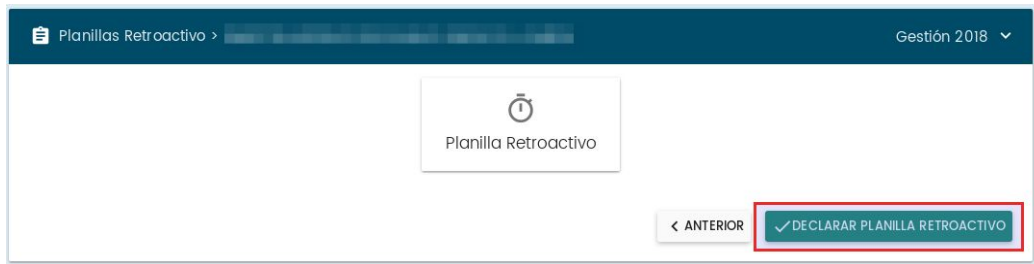 Planillas Retroactivo >
Gestión 2018
Planilla Retroactivo
ANTERIOR
DECLARAR PLANILLA RETROACTIVO